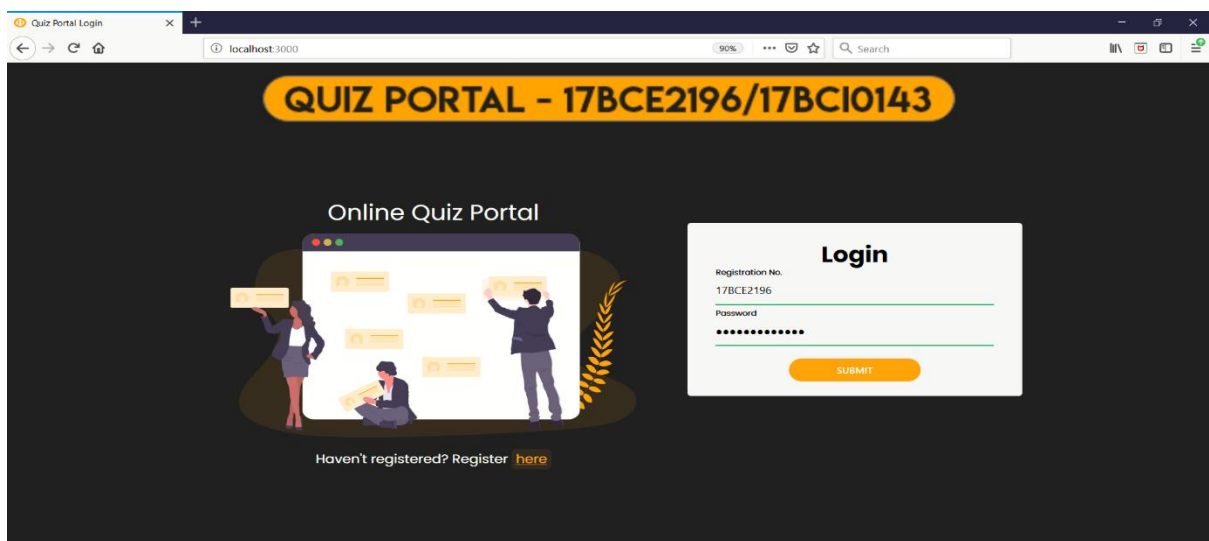 Quiz Portal Login
localhost:3000
90%
Search
QUIZ PORTAL - 17BCE2196/17BCI0143
Online Quiz Portal
Login
Registration No.
17BCE2196
Password
•••••••••••••
SUBMIT
Haven't registered? Register here